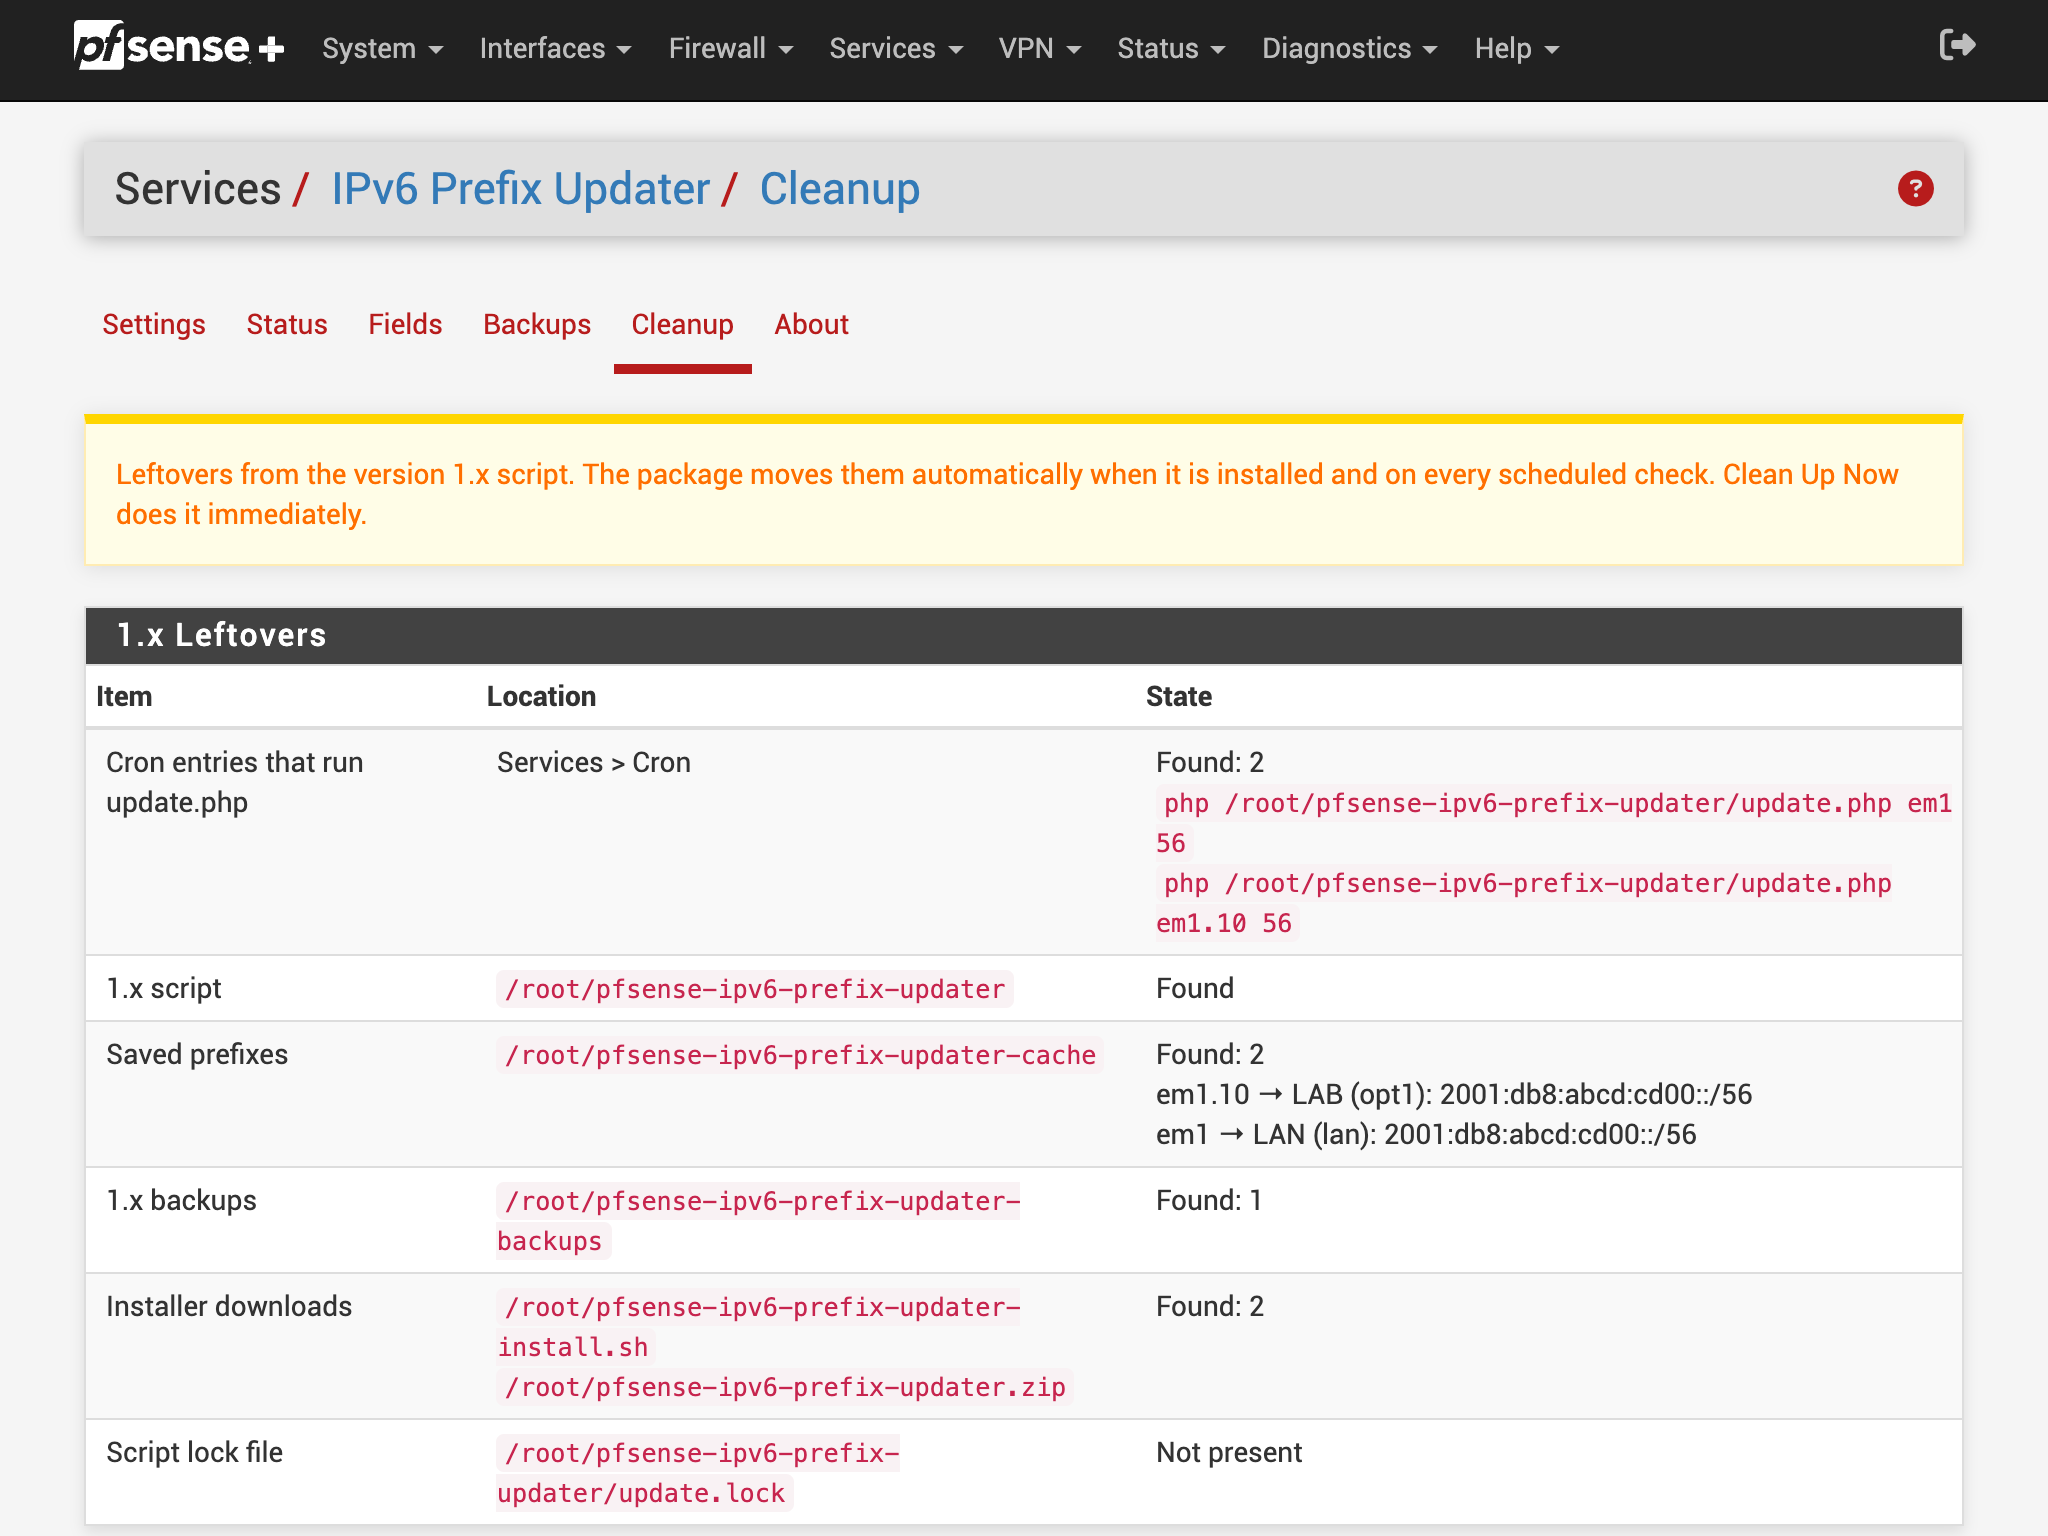 pfsense+ System Interfaces Firewall Services VPN Status Diagnostics Help
Services / IPv6 Prefix Updater / Cleanup
Settings Status Fields Backups Cleanup About
Leftovers from the version 1.x script. The package moves them automatically when it is installed and on every scheduled check. Clean Up Now
does it immediately.
1.x Leftovers
Item Location State
Cron entries that run
update.php
Services > Cron
Found: 2
php /root/pfsense-ipv6-prefix-updater/update.php em1
56
php /root/pfsense-ipv6-prefix-updater/update.php
em1.10 56
1.x script
/root/pfsense-ipv6-prefix-updater
Found
Saved prefixes
/root/pfsense-ipv6-prefix-updater-cache
Found: 2
em1.10 → LAB (opt1): 2001:db8:abcd:cd00::/56
em1 → LAN (lan): 2001:db8:abcd:cd00::/56
1.x backups
/root/pfsense-ipv6-prefix-updater-
backups
Found: 1
Installer downloads
/root/pfsense-ipv6-prefix-updater-
install.sh
/root/pfsense-ipv6-prefix-updater.zip
Found: 2
Script lock file
/root/pfsense-ipv6-prefix-
updater/update.lock
Not present